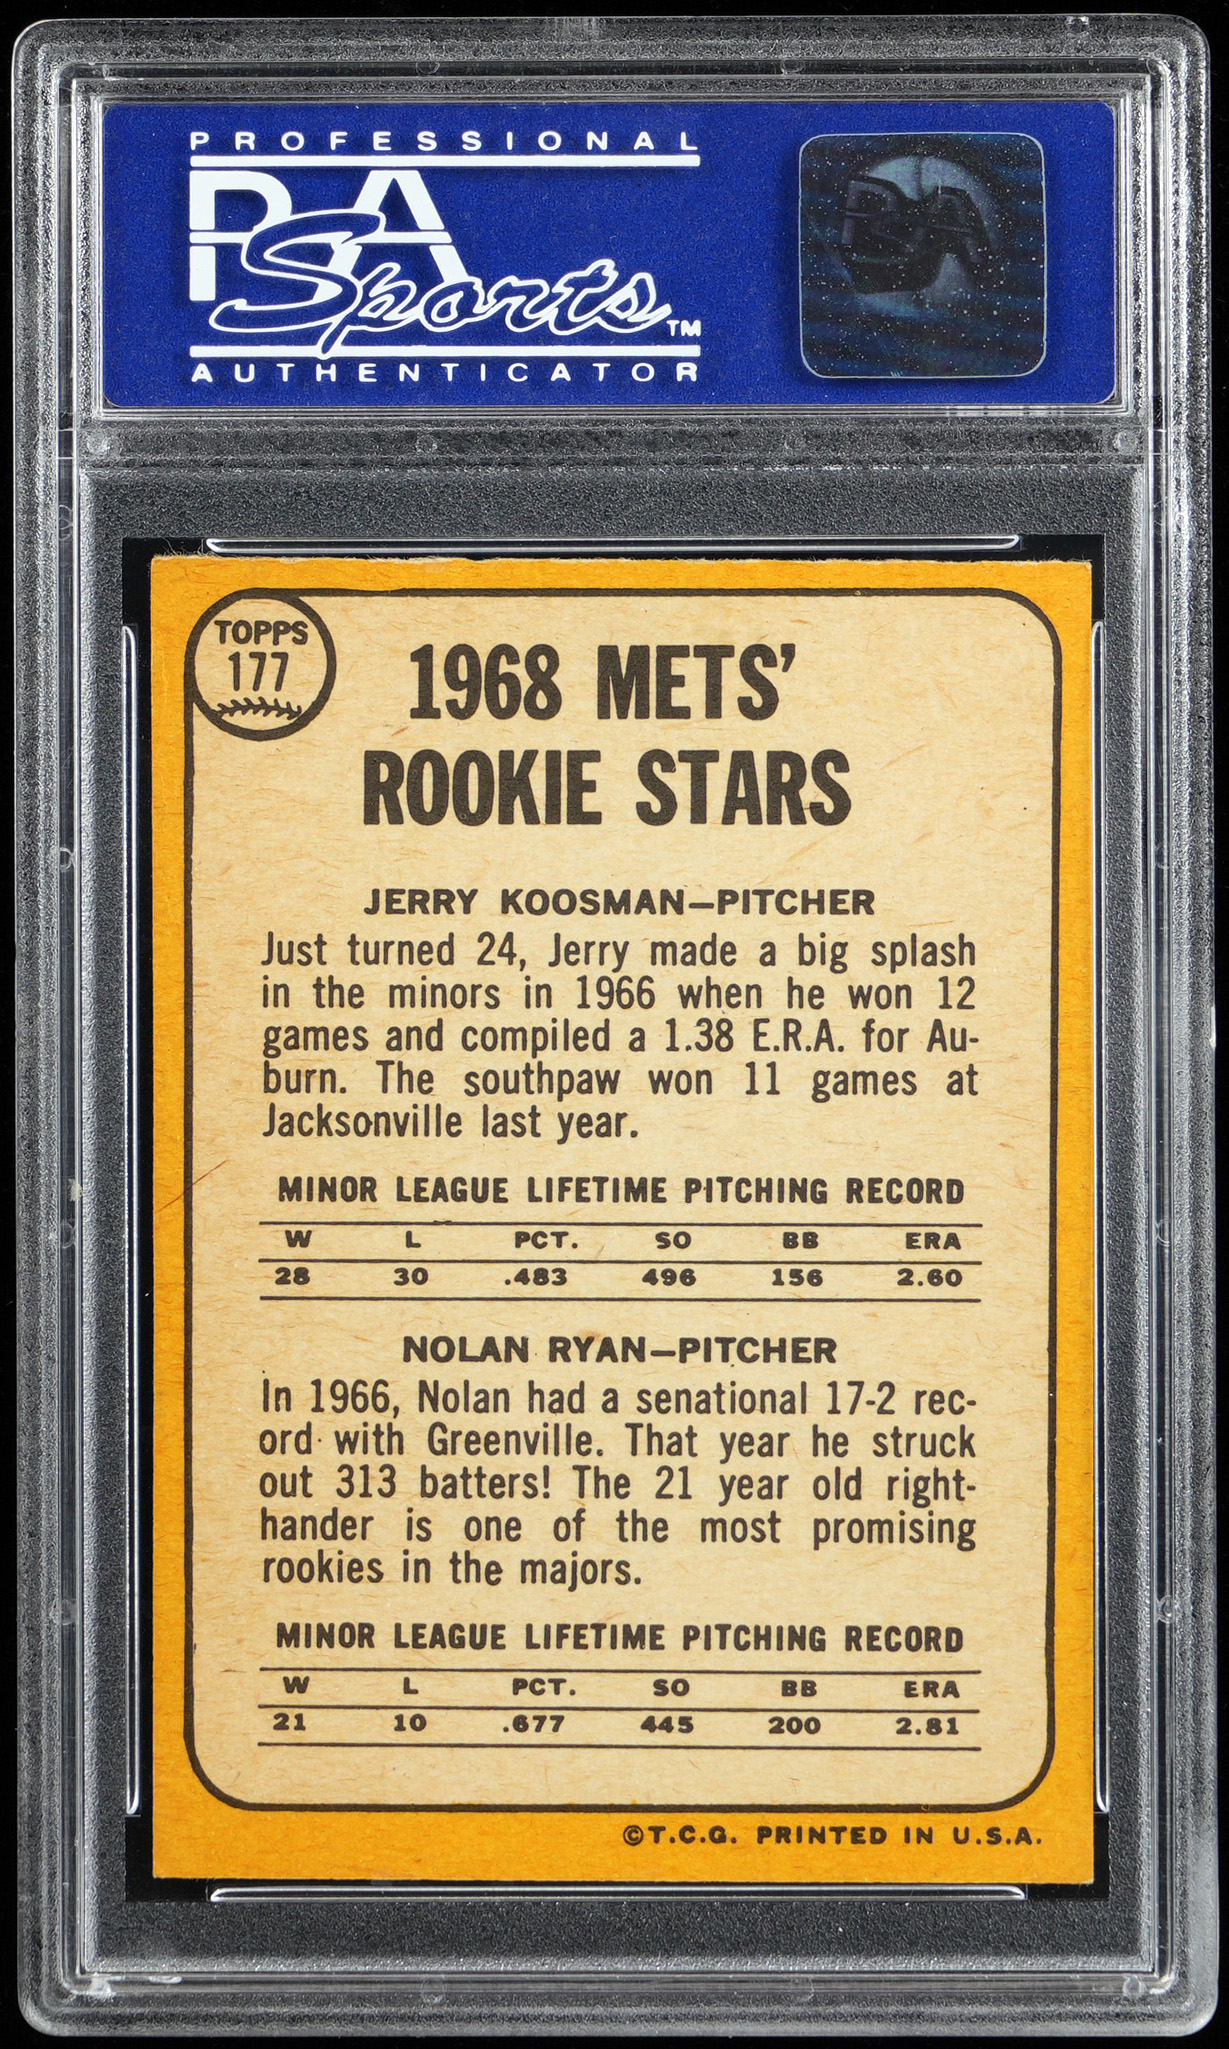 PROFESSIONAL
PSA
Sports™
AUTHENTICATOR
PSA
TOPPS
177
1968 METS'
ROOKIE STARS
JERRY KOOSMAN—PITCHER
Just turned 24, Jerry made a big splash
in the minors in 1966 when he won 12
games and compiled a 1.38 E.R.A. for Au-
burn. The southpaw won 11 games at
Jacksonville last year.
MINOR LEAGUE LIFETIME PITCHING RECORD
W L PCT. SO BB ERA
28 30 .483 496 156 2.60
NOLAN RYAN—PITCHER
In 1966, Nolan had a senational 17-2 rec-
ord with Greenville. That year he struck
out 313 batters! The 21 year old right-
hander is one of the most promising
rookies in the majors.
MINOR LEAGUE LIFETIME PITCHING RECORD
W L PCT. SO BB ERA
21 10 .677 445 200 2.81
©T.C.G. PRINTED IN U.S.A.